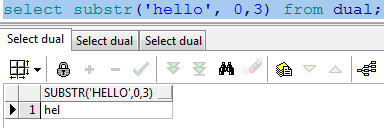 select substr('hello', 0,3) from dual;
Select dual Select dual Select dual
SUBSTR('HELLO',0,3)
1 hel